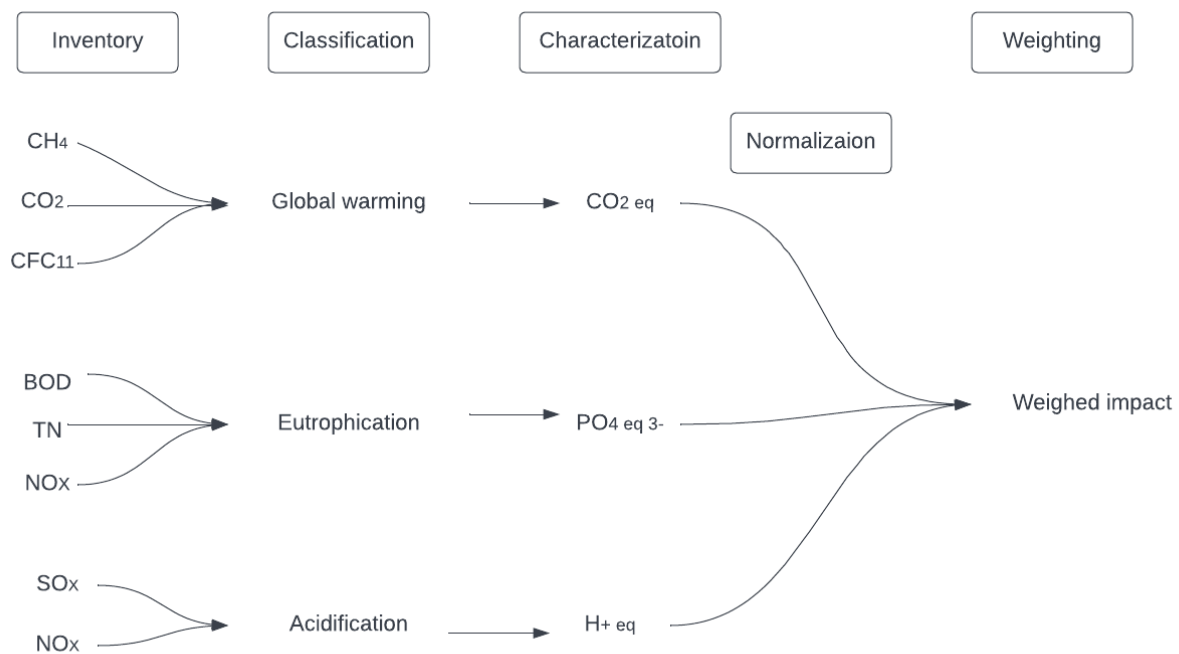 Inventory
Classification
Characterizatoin
Weighting
Normalizaion
CH4
CO2
CFC11
Global warming
CO2 eq
BOD
TN
NOx
Eutrophication
PO4 eq 3-
Weighed impact
SOx
NOx
Acidification
H+ eq